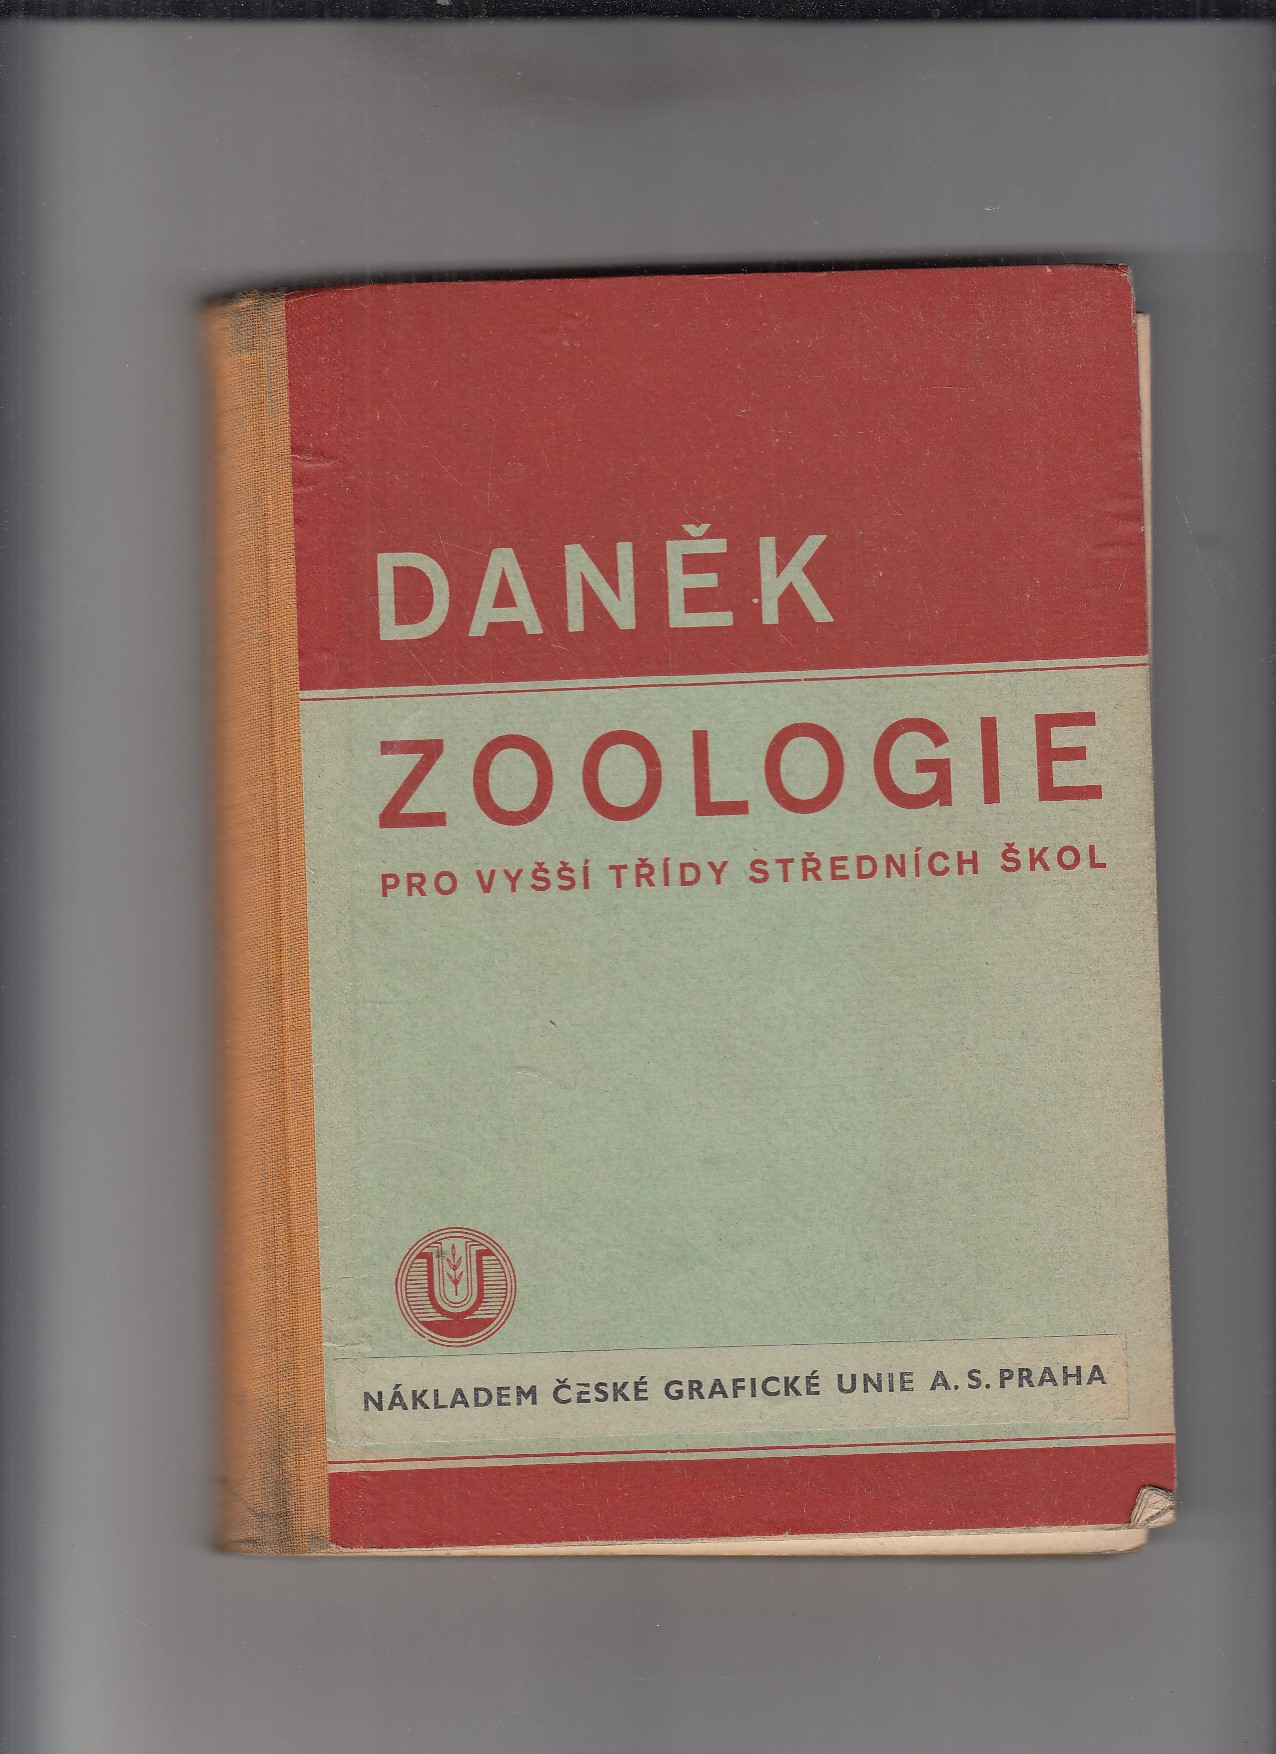 DANĚK
ZOOLOGIE
PRO VYŠŠÍ TŘÍDY STŘEDNÍCH ŠKOL
U
NÁKLADEM ČESKÉ GRAFICKÉ UNIE A. S. PRAHA